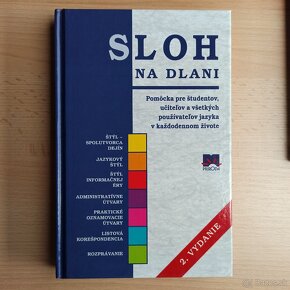 SLOH
NA DLANI
Pomôcka pre študentov,
učiteľov a všetkých
používateľov jazyka
v každodennom živote
ŠTÝL –
SPOLUTVORCA
DEJÍN
JAZYKOVÝ
ŠTÝL
ŠTÝL
INFORMAČNEJ
ÉRY
ADMINISTRATÍVNE
ÚTVARY
PRAKTICKÉ
OZNAMOVACIE
ÚTVARY
LISTOVÁ
KOREŠPONDENCIA
ROZPRÁVANIE
PRÍRODA
2. VYDANIE